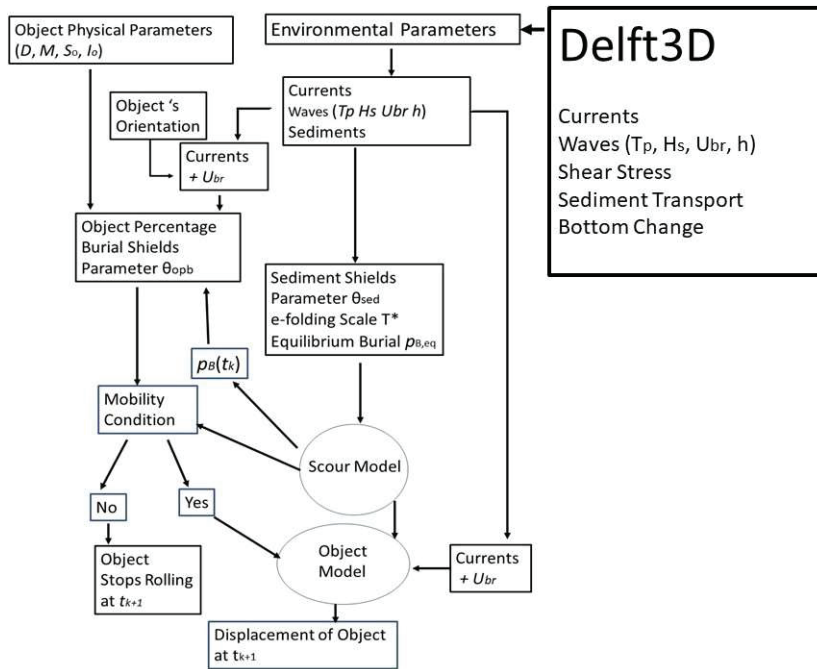 Object Physical Parameters
(D, M, So, Io)
Environmental Parameters
Delft3D
Currents
Waves (Tp, Hs, Ubr, h)
Shear Stress
Sediment Transport
Bottom Change
Object 's
Orientation
Currents
Waves (Tp Hs Ubr h)
Sediments
Currents
+ Ubr
Object Percentage
Burial Shields
Parameter θopb
Sediment Shields
Parameter θsed
e-folding Scale T*
Equilibrium Burial pB,eq
pB(tk)
Mobility
Condition
Scour Model
No
Yes
Object
Model
Currents
+ Ubr
Object
Stops Rolling
at tk+1
Displacement of Object
at tk+1